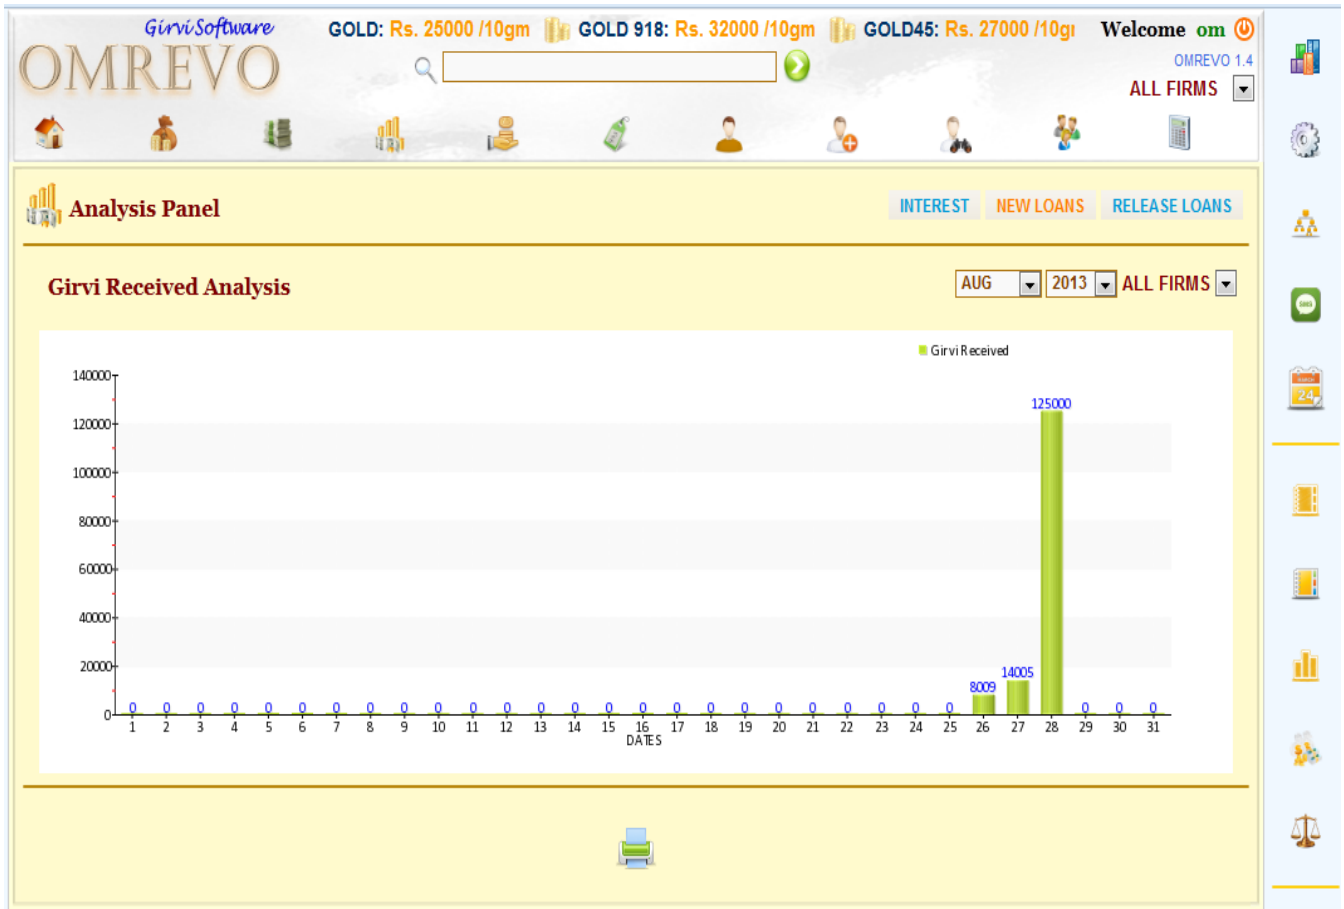 Girvi Software
OMREVO
GOLD: Rs. 25000 /10gm GOLD 918: Rs. 32000 /10gm GOLD45: Rs. 27000 /10g
Welcome om
OMREVO 1.4
ALL FIRMS
Analysis Panel
INTEREST NEW LOANS RELEASE LOANS
Girvi Received Analysis
AUG 2013 ALL FIRMS
SMS
24
Girvi Received
140000
120000
100000
80000
60000
40000
20000
0
0 0 0 0 0 0 0 0 0 0 0 0 0 0 0 0 0 0 0 0 0 0 0 0 0 8009 14005 125000 0 0 0
1 2 3 4 5 6 7 8 9 10 11 12 13 14 15 16 17 18 19 20 21 22 23 24 25 26 27 28 29 30 31
DATES